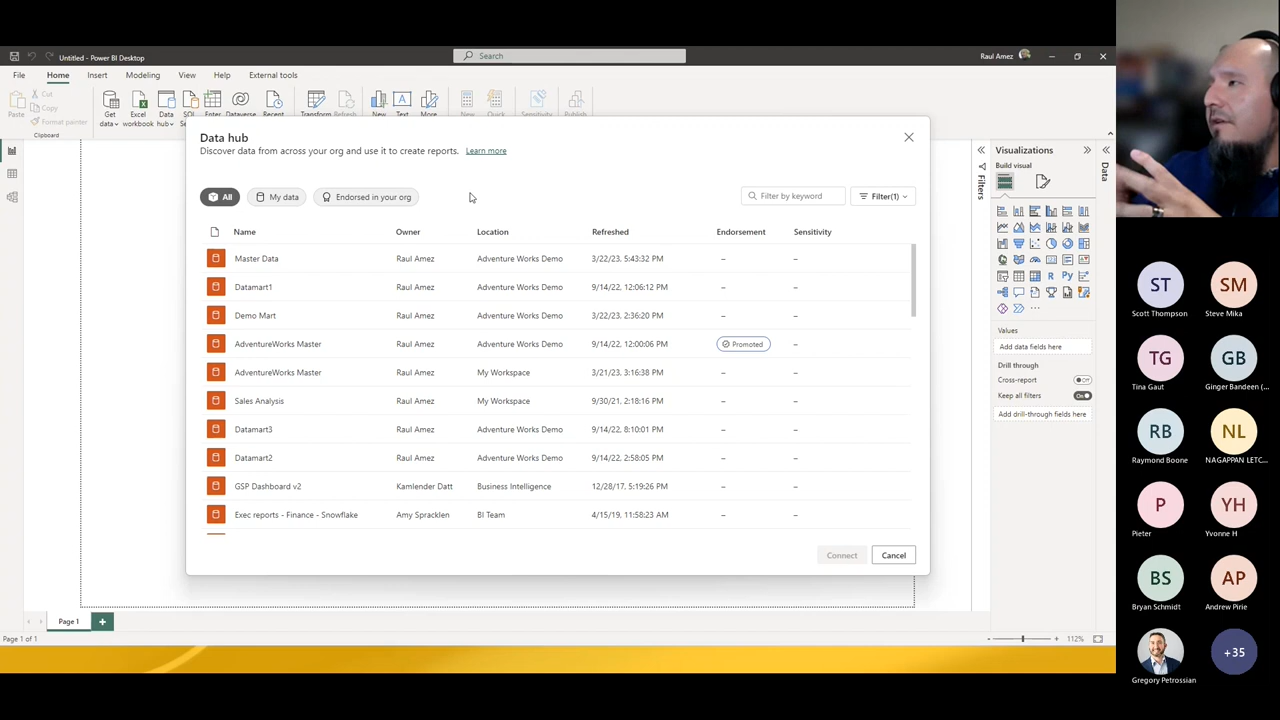 Untitled - Power BI Desktop
Search
Raul Amez
File Home Insert Modeling View Help External tools
Paste
Cut
Copy
Format painter
Clipboard
Get data
Excel workbook
Data hub
SQL
Enter
Dataverse
Recent
Transform
Refresh
New
Text
More
New
Quick
Sensitivity
Publish
Data hub
Discover data from across your org and use it to create reports. Learn more
All My data Endorsed in your org Filter by keyword Filter(1)
Name Owner Location Refreshed Endorsement Sensitivity
Master Data Raul Amez Adventure Works Demo 3/22/23, 5:43:32 PM – –
Datamart1 Raul Amez Adventure Works Demo 9/14/22, 12:06:12 PM – –
Demo Mart Raul Amez Adventure Works Demo 3/22/23, 2:36:20 PM – –
AdventureWorks Master Raul Amez Adventure Works Demo 9/14/22, 12:00:06 PM Promoted –
AdventureWorks Master Raul Amez My Workspace 3/21/23, 3:16:38 PM – –
Sales Analysis Raul Amez My Workspace 9/30/21, 2:18:16 PM – –
Datamart3 Raul Amez Adventure Works Demo 9/14/22, 8:10:01 PM – –
Datamart2 Raul Amez Adventure Works Demo 9/14/22, 2:58:05 PM – –
GSP Dashboard v2 Kamlender Datt Business Intelligence 12/28/17, 5:19:26 PM – –
Exec reports - Finance - Snowflake Amy Spracklen BI Team 4/15/19, 11:58:23 AM – –
Connect Cancel
Filters
Visualizations
Build visual
R Py
Values
Add data fields here
Drill through
Cross-report Off
Keep all filters On
Add drill-through fields here
Data
Page 1
Page 1 of 1
112%
ST SM
Scott Thompson Steve Mika
TG GB
Tina Gaut Ginger Bandeen (...
RB NL
Raymond Boone NAGAPPAN LETC...
P YH
Pieter Yvonne H
BS AP
Bryan Schmidt Andrew Pirie
+35
Gregory Petrossian